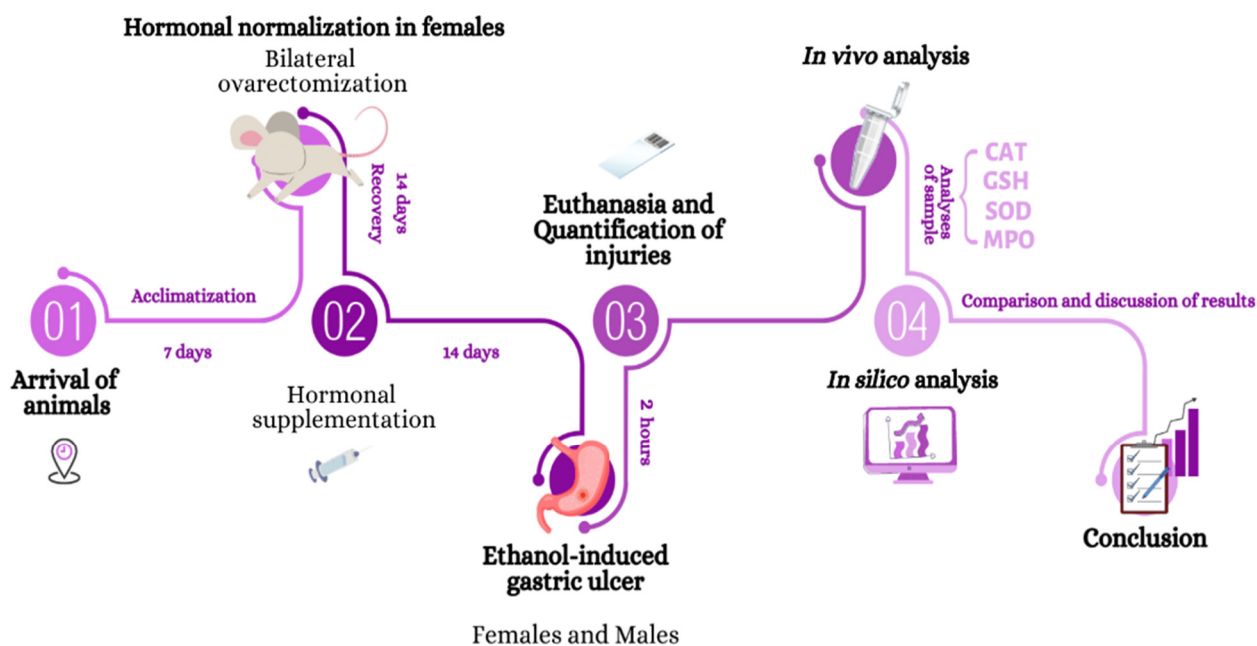 Hormonal normalization in females
Bilateral
ovarectomization
14 days
Recovery
01
Acclimatization
7 days
Arrival of
animals
02
Hormonal
supplementation
14 days
Ethanol-induced
gastric ulcer
Females and Males
2 hours
03
Euthanasia and
Quantification of
injuries
In vivo analysis
Analyses
of sample
CAT
GSH
SOD
MPO
04
In silico analysis
Comparison and discussion of results
Conclusion